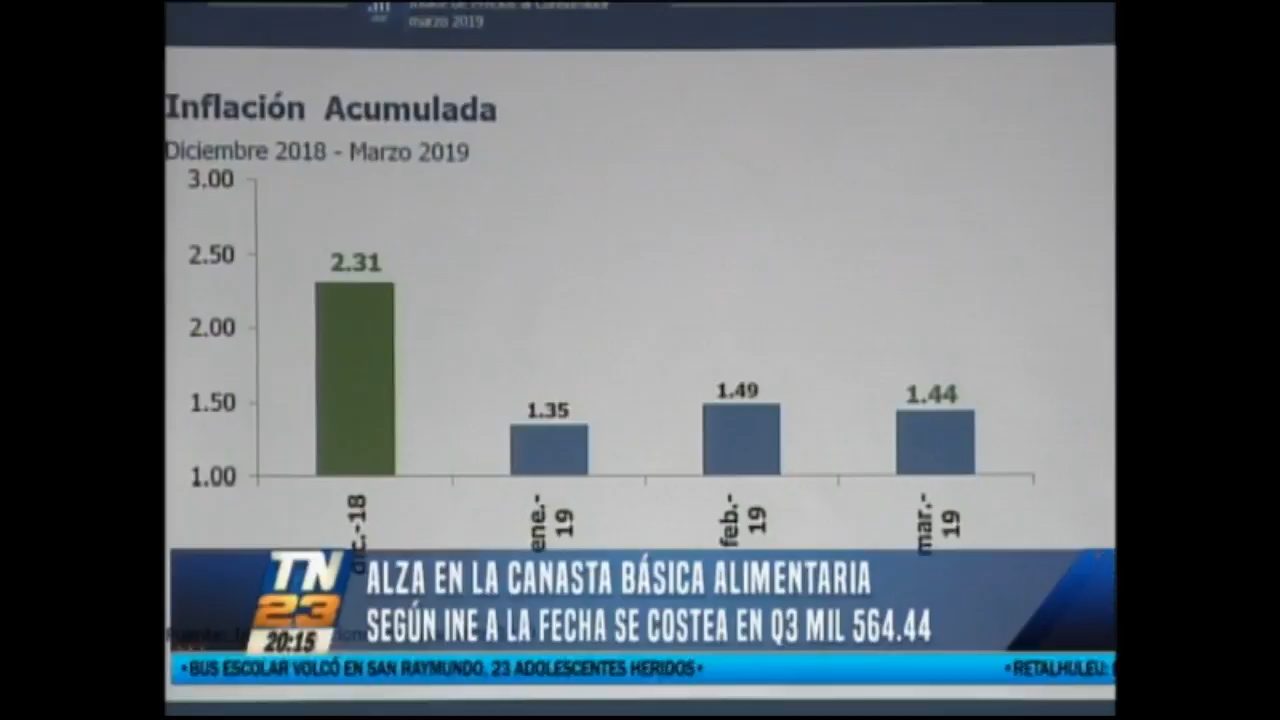 marzo 2019
Inflación Acumulada
Diciembre 2018 - Marzo 2019
3.00
2.50
2.00
1.50
1.00
2.31
1.35
1.49
1.44
dic.-18
ene.-19
feb.-19
mar.-19
TN
23
20:15
ALZA EN LA CANASTA BÁSICA ALIMENTARIA
SEGÚN INE A LA FECHA SE COSTEA EN Q3 MIL 564.44
•BUS ESCOLAR VOLCÓ EN SAN RAYMUNDO, 23 ADOLESCENTES HERIDOS•
•RETALHULEU: